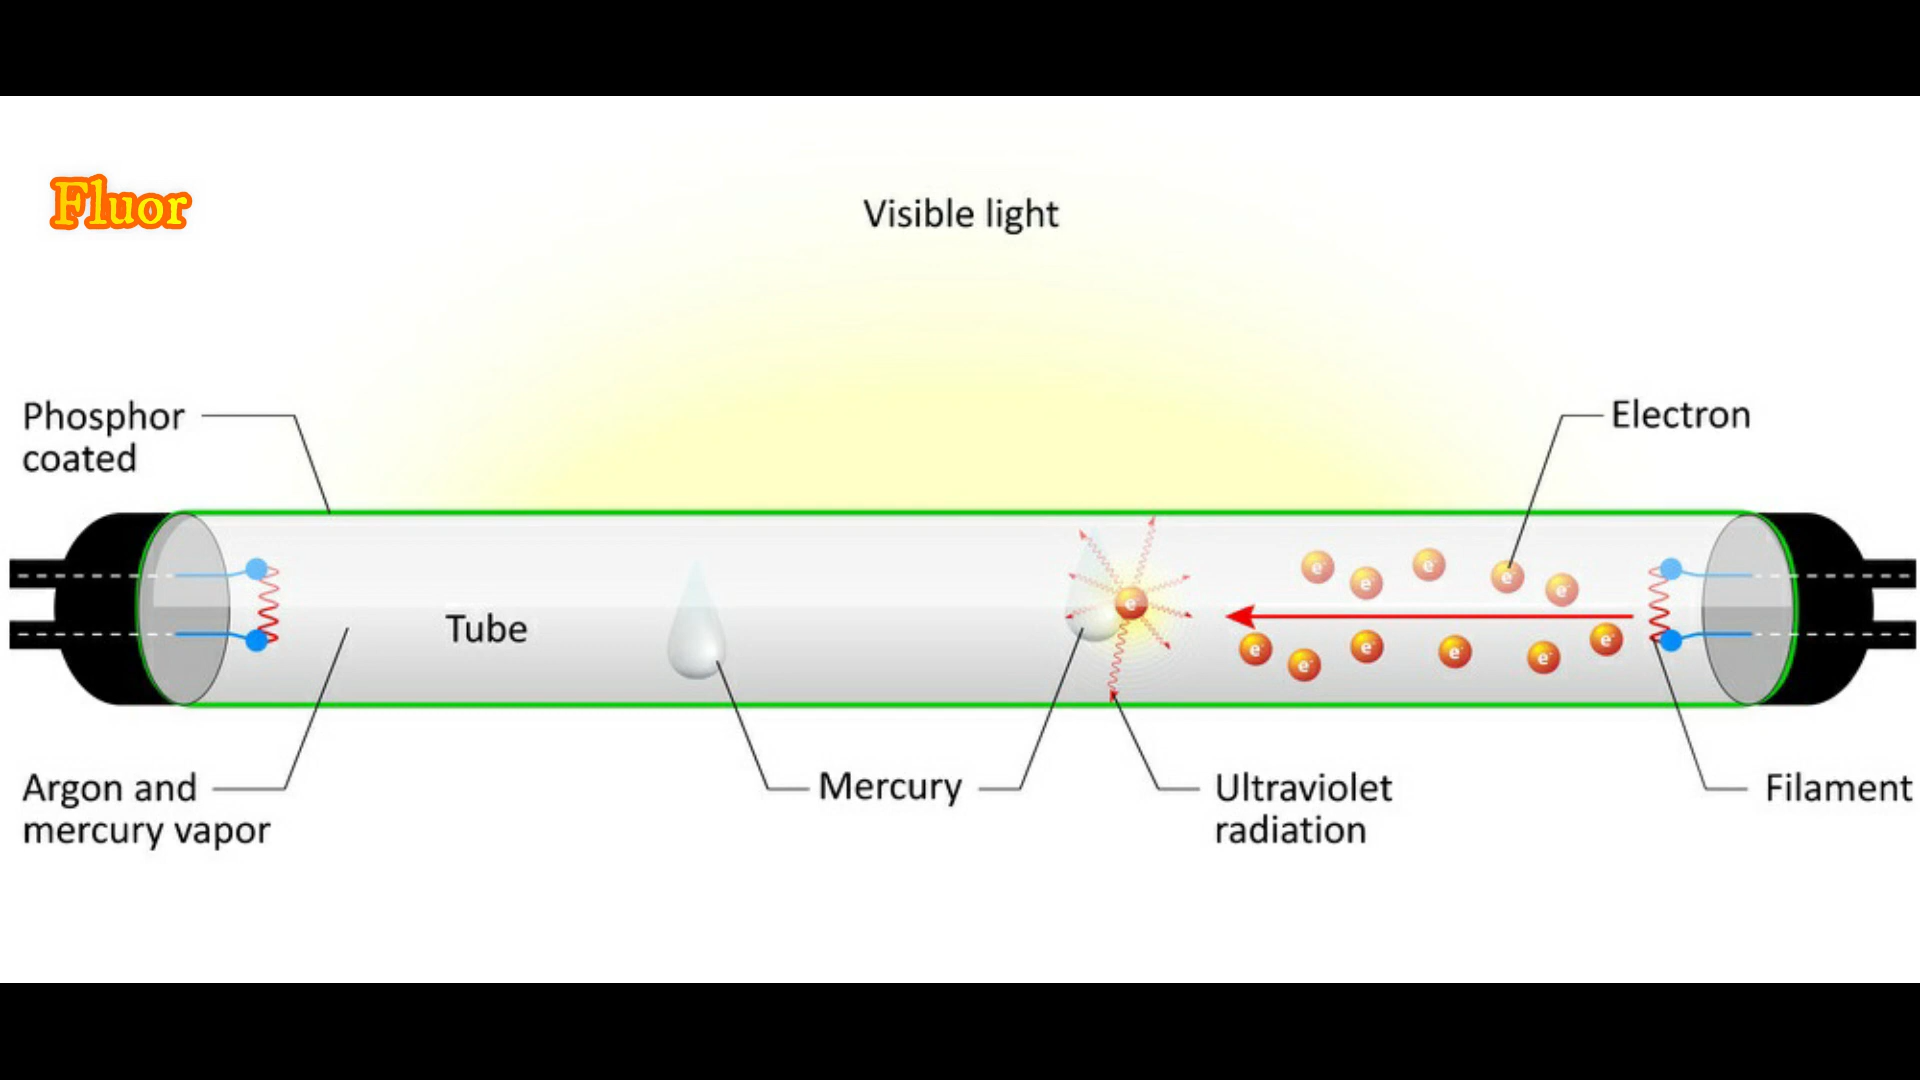 Fluor
Visible light
Phosphor
coated
Electron
e-
e-
e-
e-
e-
e-
Tube
e-
e-
e-
e-
e-
e-
Argon and
mercury vapor
Mercury
Ultraviolet
radiation
Filament